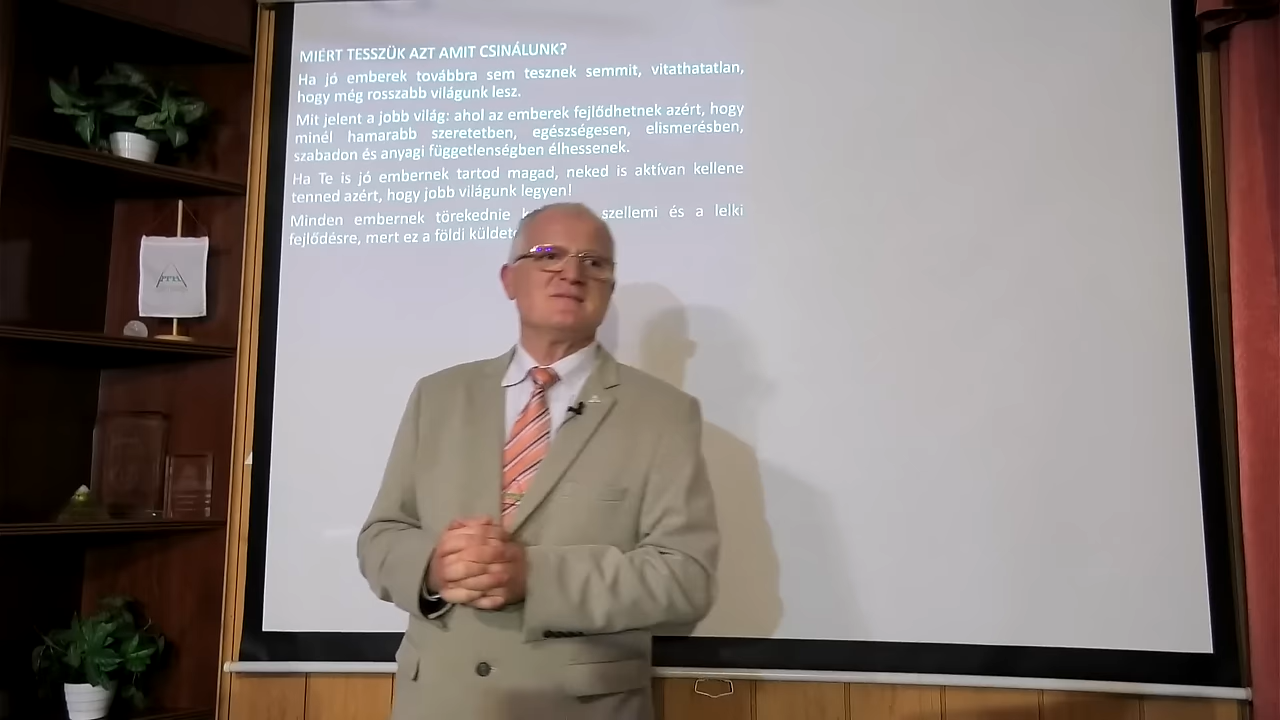 MIÉRT TESSZÜK AZT AMIT CSINÁLUNK?
Ha jó emberek továbbra sem tesznek semmit, vitathatatlan,
hogy még rosszabb világunk lesz.
Mit jelent a jobb világ: ahol az emberek fejlődhetnek azért, hogy
minél hamarabb szeretetben, egészségesen, elismerésben,
szabadon és anyagi függetlenségben élhessenek.
Ha Te is jó embernek tartod magad, neked is aktívan kellene
tenned azért, hogy jobb világunk legyen!
Minden embernek törekednie szellemi és a lelki
fejlődésre, mert ez a földi